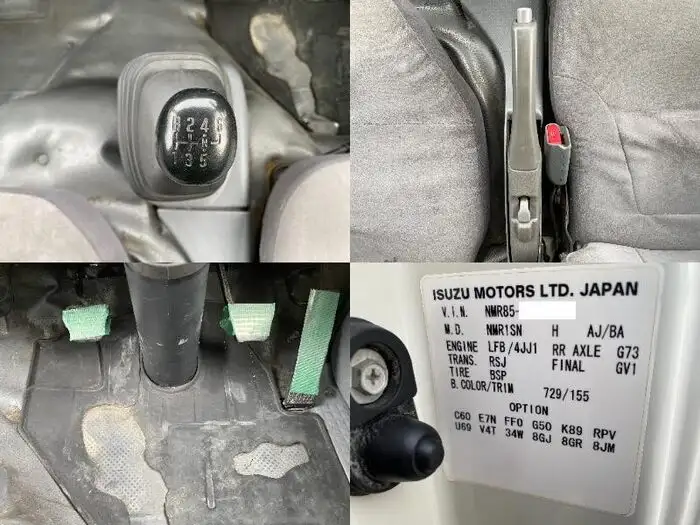 R 2 4 6
N
1 3 5
ISUZU MOTORS LTD. JAPAN
V.I.N. NMR85-
M.D. NMR1SN H AJ/BA
ENGINE LFB/4JJ1 RR AXLE G73
TRANS. RSJ FINAL GV1
TIRE BSP
B.COLOR/TRIM 729/155
OPTION
C60 E7N FF0 G50 K89 RPV
U69 V4T 34W 8GJ 8GR 8JM